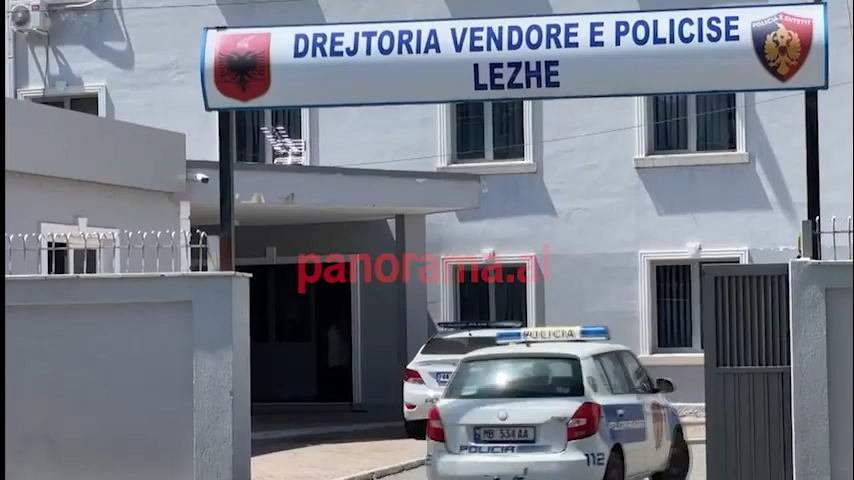 DREJTORIA VENDORE E POLICISE
LEZHE
POLICIA E SHTETIT
panorama.al
POLICIA
MB 534 AA
POLICIA
112